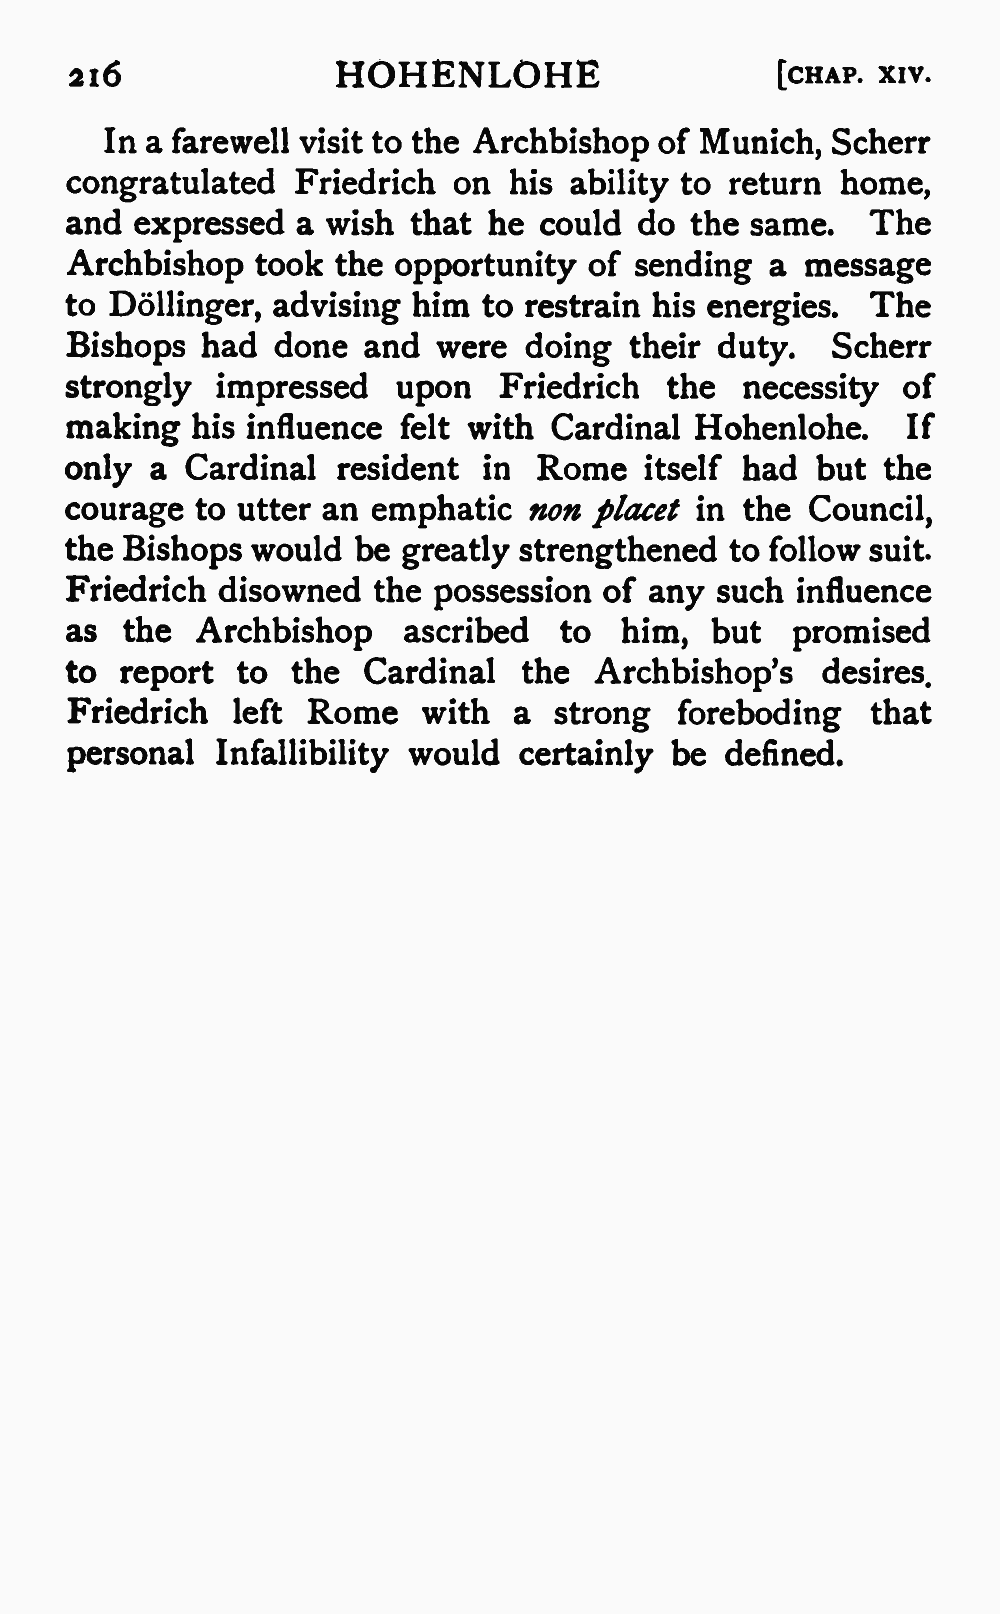 216 HOHENLOHE [CHAP. XIV.
In a farewell visit to the Archbishop of Munich, Scherr
congratulated Friedrich on his ability to return home,
and expressed a wish that he could do the same. The
Archbishop took the opportunity of sending a message
to Döllinger, advising him to restrain his energies. The
Bishops had done and were doing their duty. Scherr
strongly impressed upon Friedrich the necessity of
making his influence felt with Cardinal Hohenlohe. If
only a Cardinal resident in Rome itself had but the
courage to utter an emphatic non placet in the Council,
the Bishops would be greatly strengthened to follow suit.
Friedrich disowned the possession of any such influence
as the Archbishop ascribed to him, but promised
to report to the Cardinal the Archbishop's desires.
Friedrich left Rome with a strong foreboding that
personal Infallibility would certainly be defined.